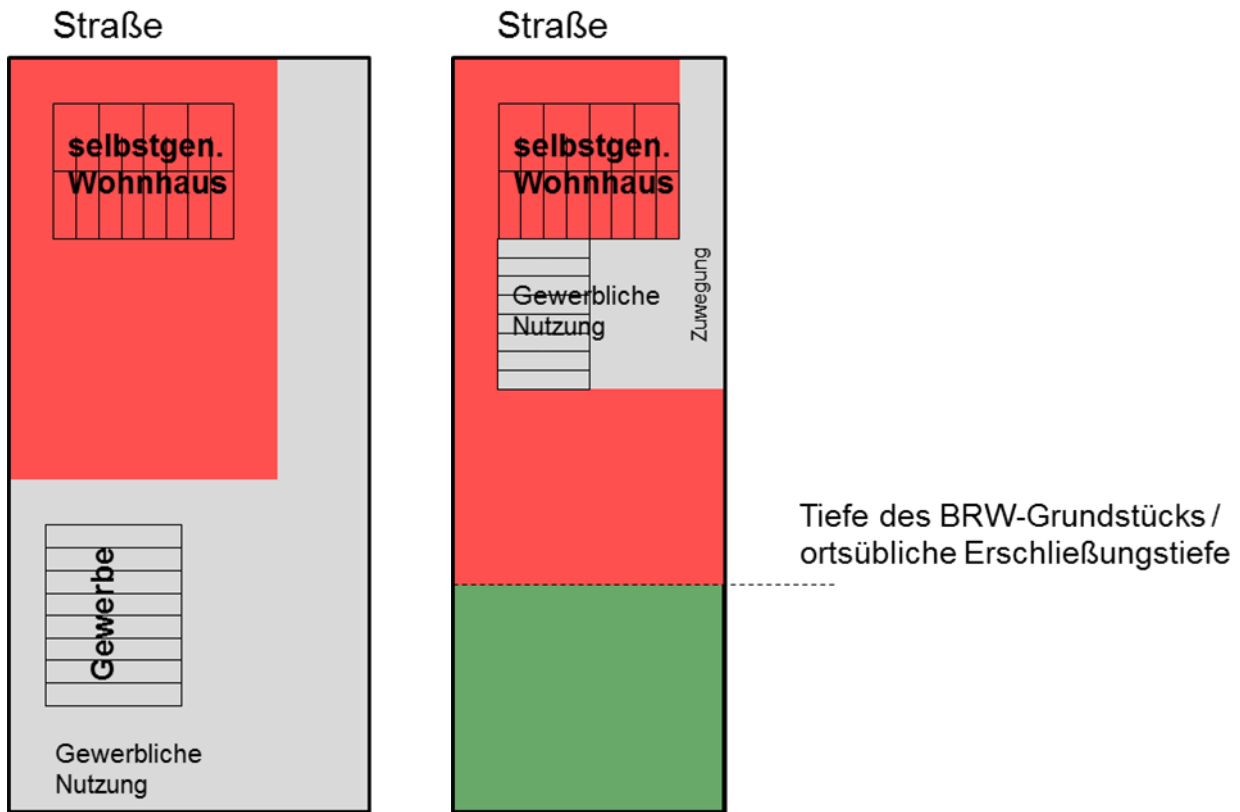 Straße
selbstgen.
Wohnhaus
Gewerbe
Gewerbliche
Nutzung
Straße
selbstgen.
Wohnhaus
Gewerbliche
Nutzung
Zuwegung
Tiefe des BRW-Grundstücks /
ortsübliche Erschließungstiefe